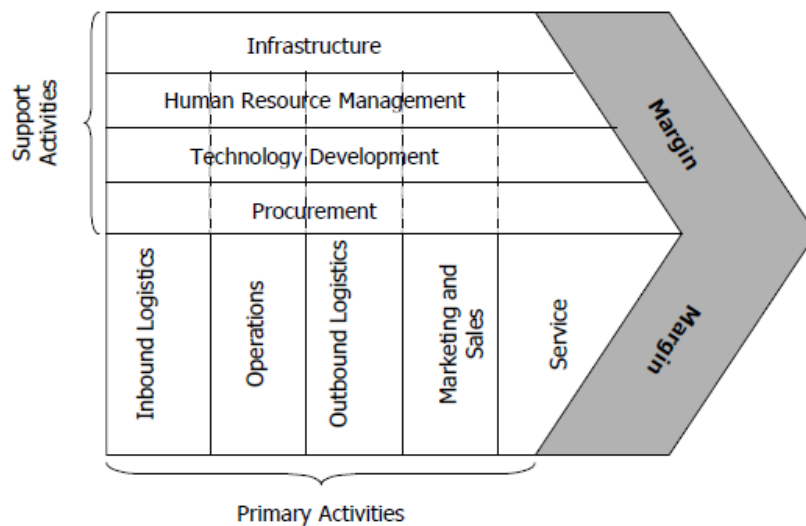 Support
Activities
Infrastructure
Human Resource Management
Technology Development
Procurement
Margin
Inbound Logistics
Operations
Outbound Logistics
Marketing and
Sales
Service
Margin
Primary Activities